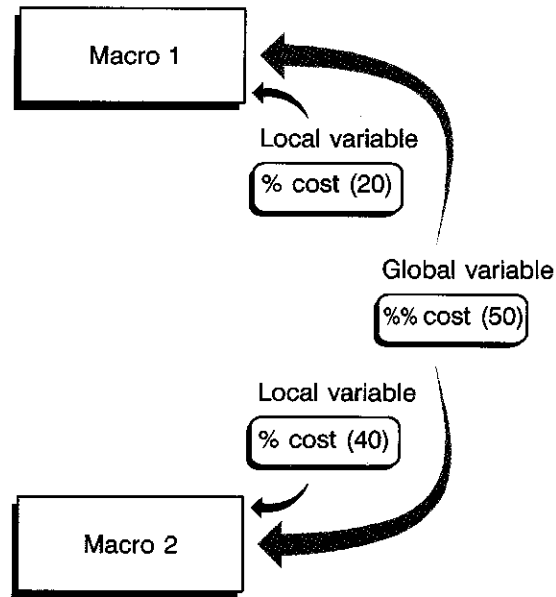 Macro 1
Local variable
% cost (20)
Global variable
%% cost (50)
Local variable
% cost (40)
Macro 2